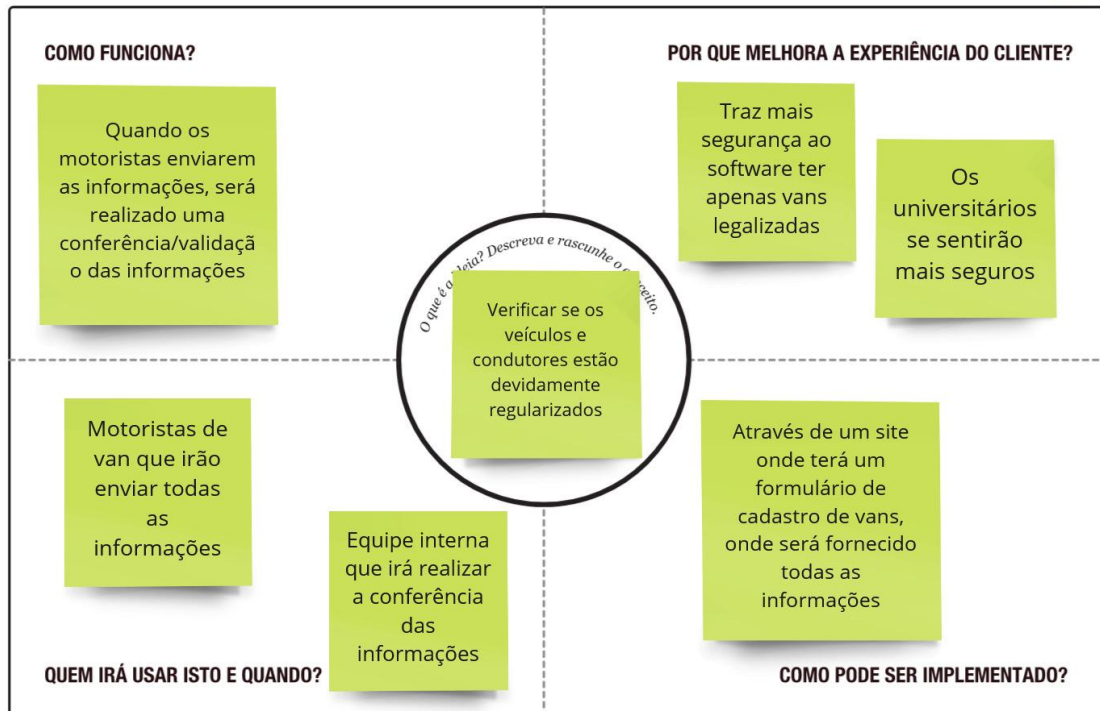 COMO FUNCIONA?
Quando os
motoristas enviarem
as informações, será
realizado uma
conferência/validaçã
o das informações
POR QUE MELHORA A EXPERIÊNCIA DO CLIENTE?
Traz mais
segurança ao
software ter
apenas vans
legalizadas
Os
universitários
se sentirão
mais seguros
O que é a ideia? Descreva e rascunhe o conceito.
Verificar se os
veículos e
condutores estão
devidamente
regularizados
Motoristas de
van que irão
enviar todas
as
informações
Equipe interna
que irá realizar
a conferência
das
informações
QUEM IRÁ USAR ISTO E QUANDO?
Através de um site
onde terá um
formulário de
cadastro de vans,
onde será fornecido
todas as
informações
COMO PODE SER IMPLEMENTADO?